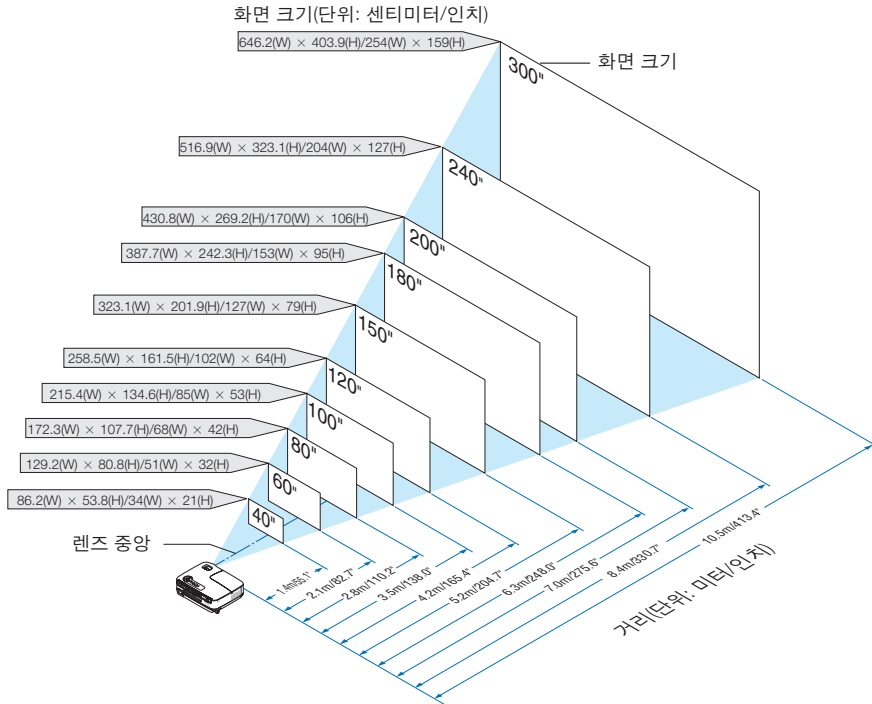 화면 크기(단위: 센티미터/인치)
646.2(W) × 403.9(H)/254(W) × 159(H)
300"
화면 크기
516.9(W) × 323.1(H)/204(W) × 127(H)
240"
430.8(W) × 269.2(H)/170(W) × 106(H)
200"
387.7(W) × 242.3(H)/153(W) × 95(H)
180"
323.1(W) × 201.9(H)/127(W) × 79(H)
150"
258.5(W) × 161.5(H)/102(W) × 64(H)
120"
215.4(W) × 134.6(H)/85(W) × 53(H)
100"
172.3(W) × 107.7(H)/68(W) × 42(H)
80"
129.2(W) × 80.8(H)/51(W) × 32(H)
60"
86.2(W) × 53.8(H)/34(W) × 21(H)
40"
렌즈 중앙
1.4m/55.1"
2.1m/82.7"
2.8m/110.2"
3.5m/138.0"
4.2m/165.4"
5.2m/204.7"
6.3m/248.0"
7.0m/275.6"
8.4m/330.7"
10.5m/413.4"
거리(단위: 미터/인치)